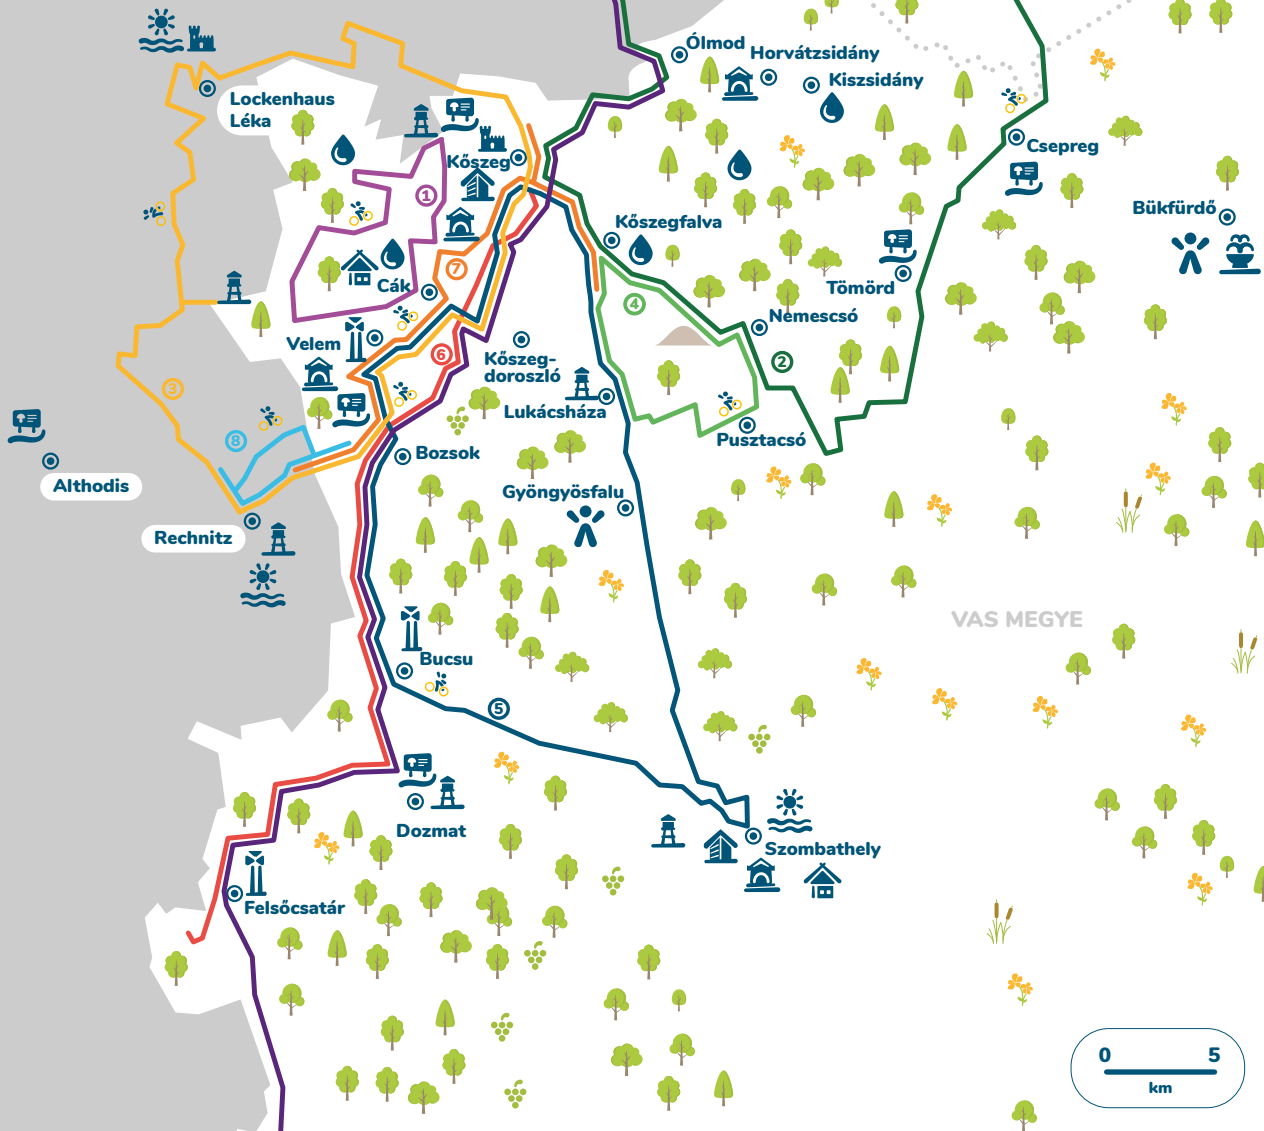 Ólmod
Horvátzsidány
Kiszsidány
Lockenhaus
Léka
Csepreg
Kőszeg
1
Bükfürdő
Kőszegfalva
7
Cák
Tömörd
4
Nemescsó
Velem
6
Kőszeg-
doroszló
2
3
Lukácsháza
8
Pusztacsó
Bozsok
Althodis
Gyöngyösfalu
Rechnitz
VAS MEGYE
Bucsu
5
Dozmat
Szombathely
Felsőcsatár
0 5
km